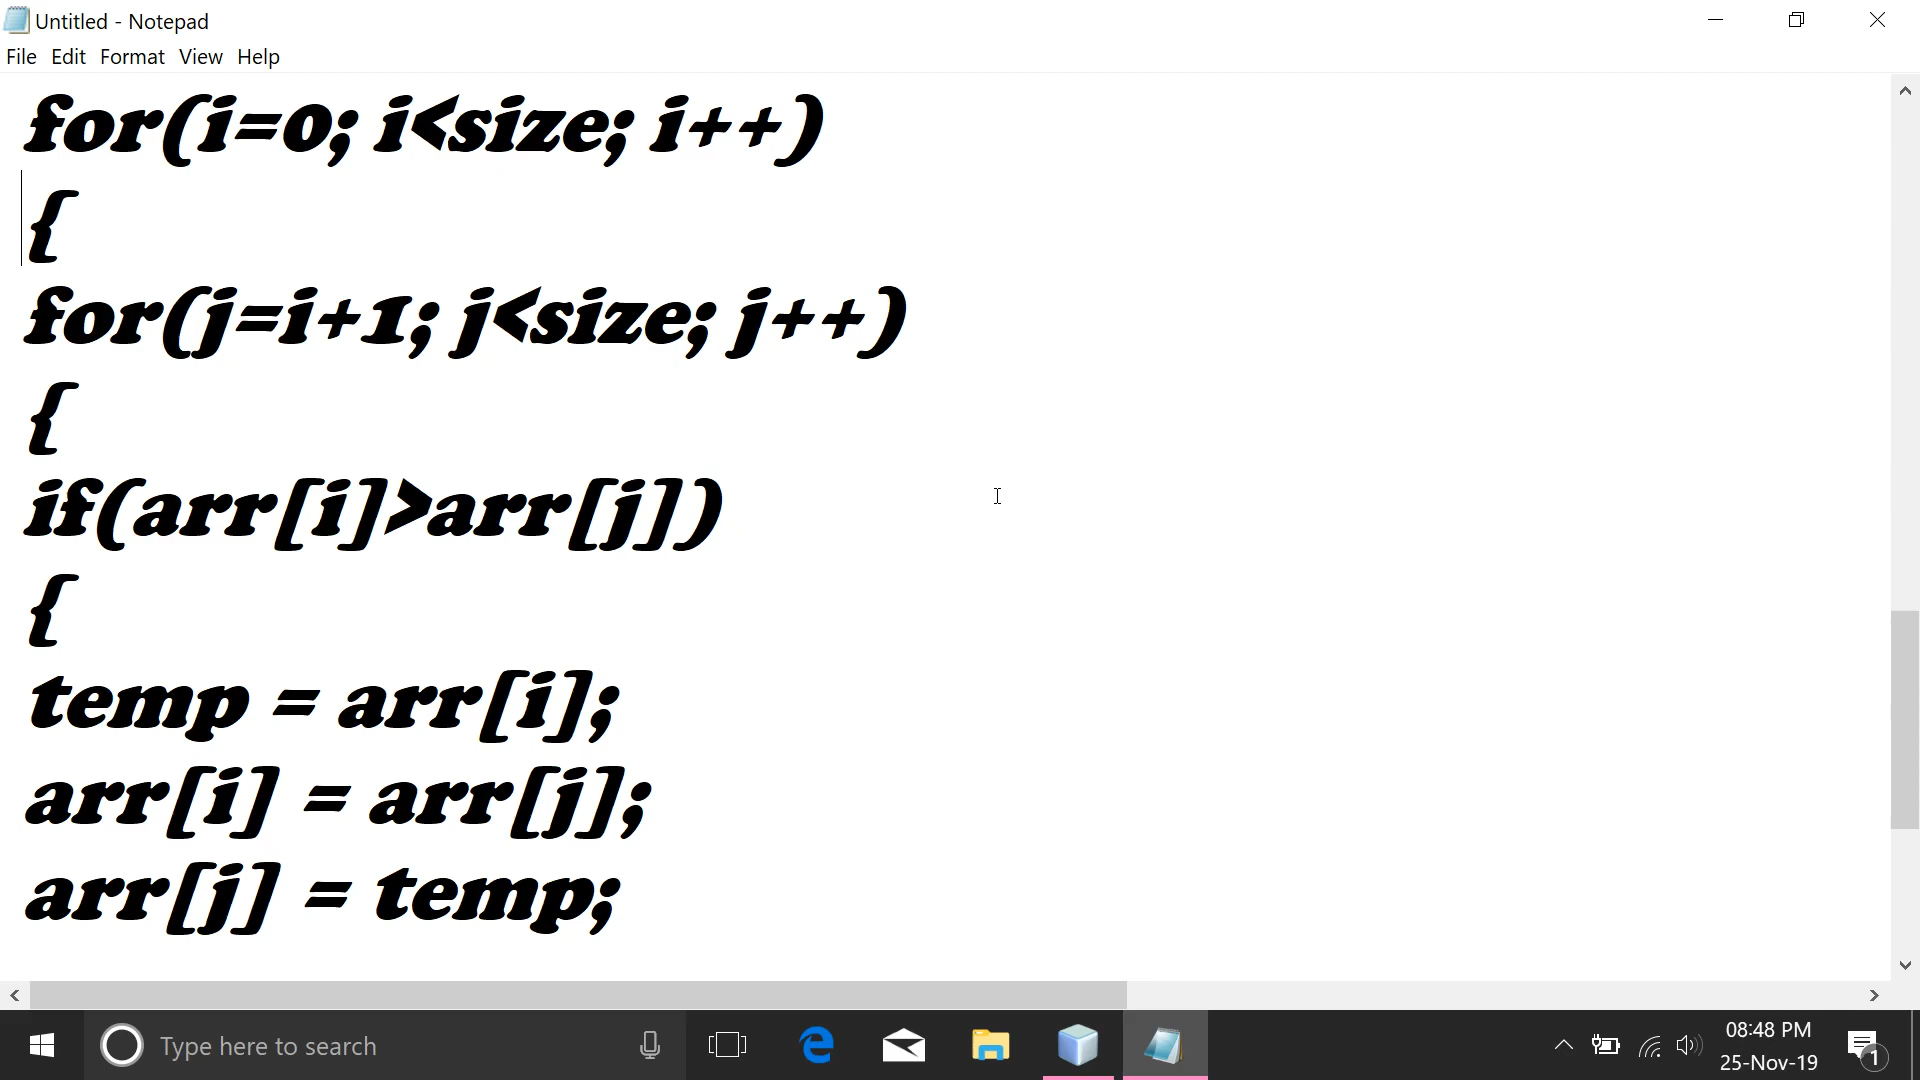 Untitled - Notepad
File Edit Format View Help
for(i=0; i<size; i++)
{
for(j=i+1; j<size; j++)
{
if(arr[i]>arr[j])
{
temp = arr[i];
arr[i] = arr[j];
arr[j] = temp;
Type here to search
08:48 PM
25-Nov-19
1